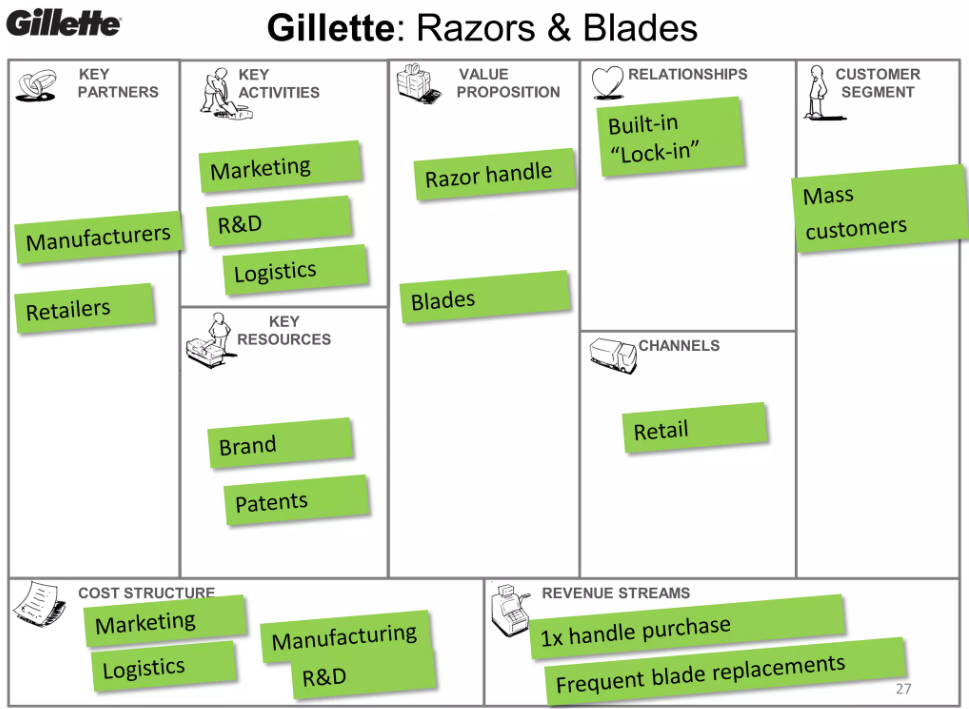 Gillette
Gillette: Razors & Blades
KEY
PARTNERS
Manufacturers
Retailers
KEY
ACTIVITIES
Marketing
R&D
Logistics
KEY
RESOURCES
Brand
Patents
VALUE
PROPOSITION
Razor handle
Blades
RELATIONSHIPS
Built-in
“Lock-in”
CHANNELS
Retail
CUSTOMER
SEGMENT
Mass
customers
COST STRUCTURE
Marketing
Logistics
Manufacturing
R&D
REVENUE STREAMS
1x handle purchase
Frequent blade replacements
27